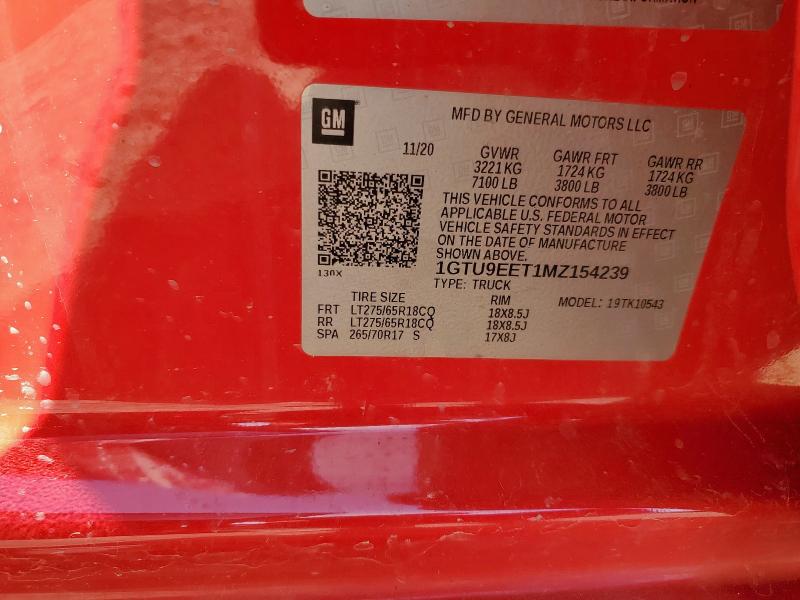 GM
MFD BY GENERAL MOTORS LLC
11/20
GVWR GAWR FRT GAWR RR
3221 KG 1724 KG 1724 KG
7100 LB 3800 LB 3800 LB
THIS VEHICLE CONFORMS TO ALL
APPLICABLE U.S. FEDERAL MOTOR
VEHICLE SAFETY STANDARDS IN EFFECT
ON THE DATE OF MANUFACTURE
SHOWN ABOVE.
1GTU9EET1MZ154239
130X
TYPE: TRUCK
TIRE SIZE RIM MODEL: 19TK10543
FRT LT275/65R18CQ 18X8.5J
RR LT275/65R18CQ 18X8.5J
SPA 265/70R17 S 17X8J